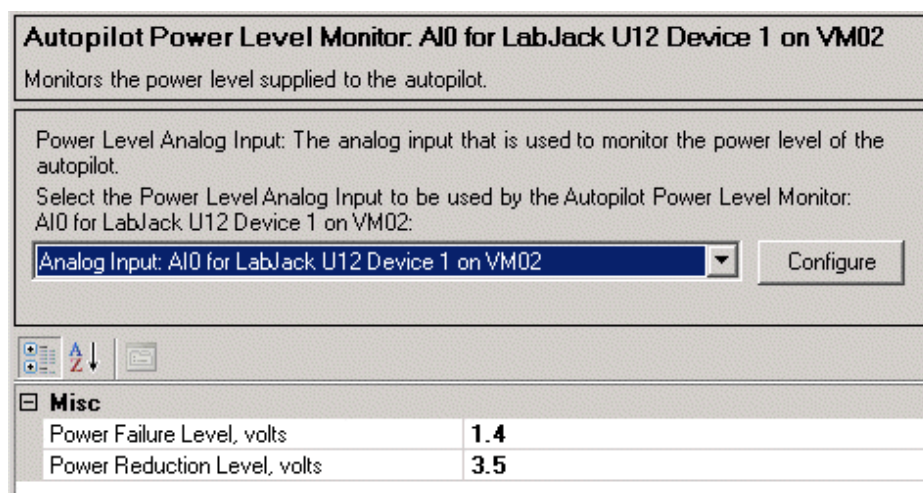 Autopilot Power Level Monitor: AI0 for LabJack U12 Device 1 on VM02
Monitors the power level supplied to the autopilot.
Power Level Analog Input: The analog input that is used to monitor the power level of the
autopilot.
Select the Power Level Analog Input to be used by the Autopilot Power Level Monitor:
AI0 for LabJack U12 Device 1 on VM02:
Analog Input: AI0 for LabJack U12 Device 1 on VM02 Configure
A Z
Misc
Power Failure Level, volts 1.4
Power Reduction Level, volts 3.5